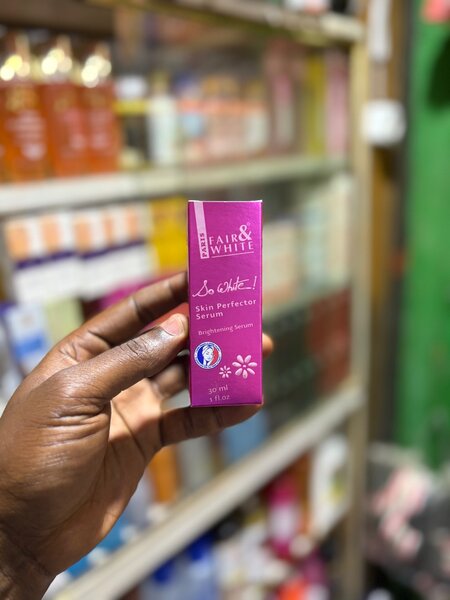 PARIS
FAIR&
WHITE
So White!
Skin Perfector
Serum
Brightening Serum
30 ml
1 fl.oz